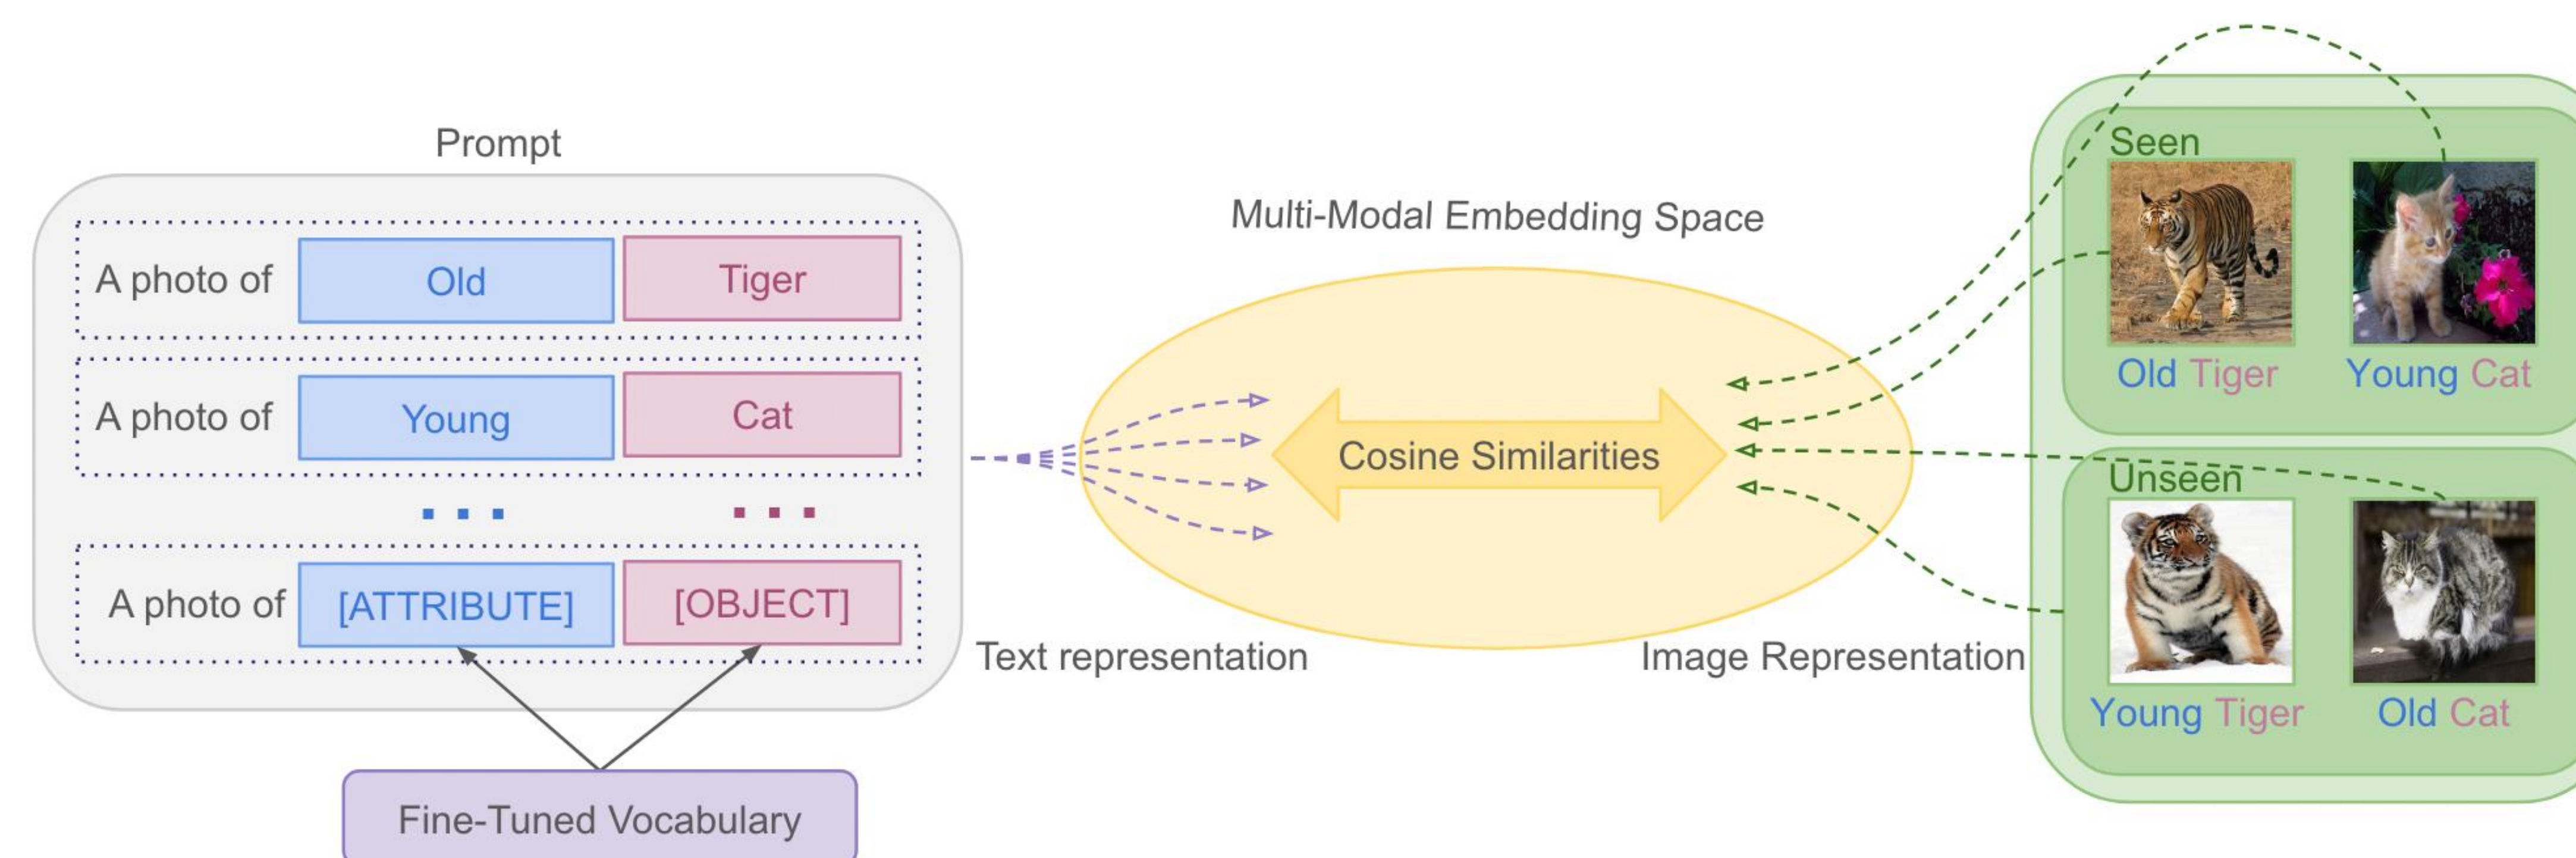 Prompt
A photo of Old Tiger
A photo of Young Cat
A photo of [ATTRIBUTE] [OBJECT]
Fine-Tuned Vocabulary
Multi-Modal Embedding Space
Cosine Similarities
Text representation
Image Representation
Seen
Old Tiger
Young Cat
Unseen
Young Tiger
Old Cat